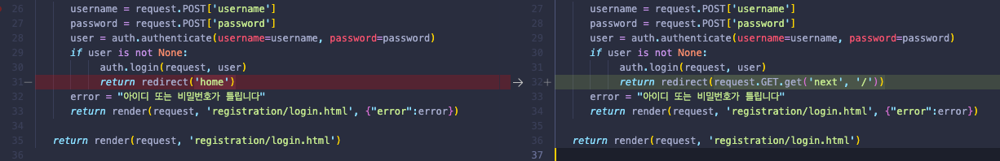 26 username = request.POST['username']
27 password = request.POST['password']
28 user = auth.authenticate(username=username, password=password)
29 if user is not None:
30 auth.login(request, user)
31— return redirect('home')
32 error = "아이디 또는 비밀번호가 틀립니다"
33 return render(request, 'registration/login.html', {"error":error})
34
35 return render(request, 'registration/login.html')
36
→
27 username = request.POST['username']
28 password = request.POST['password']
29 user = auth.authenticate(username=username, password=password)
30 if user is not None:
31 auth.login(request, user)
32+ return redirect(request.GET.get('next', '/'))
33 error = "아이디 또는 비밀번호가 틀립니다"
34 return render(request, 'registration/login.html', {"error":error})
35
36 return render(request, 'registration/login.html')
37